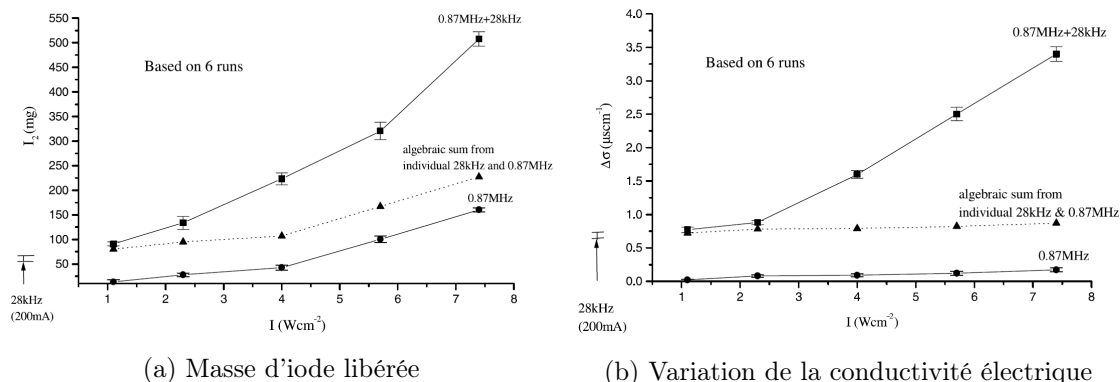 550
500
450
400
350
300
250
200
150
100
50
I₂ (mg)
0.87MHz+28kHz
Based on 6 runs
algebraic sum from
individual 28kHz and 0.87MHz
0.87MHz
28kHz
(200mA)
1 2 3 4 5 6 7 8
I (Wcm⁻²)
(a) Masse d'iode libérée
4.0
3.5
3.0
2.5
2.0
1.5
1.0
0.5
0.0
Δσ (μscm⁻¹)
0.87MHz+28kHz
Based on 6 runs
algebraic sum from
individual 28kHz & 0.87MHz
0.87MHz
28kHz
(200mA)
0 1 2 3 4 5 6 7 8
I (Wcm⁻²)
(b) Variation de la conductivité électrique